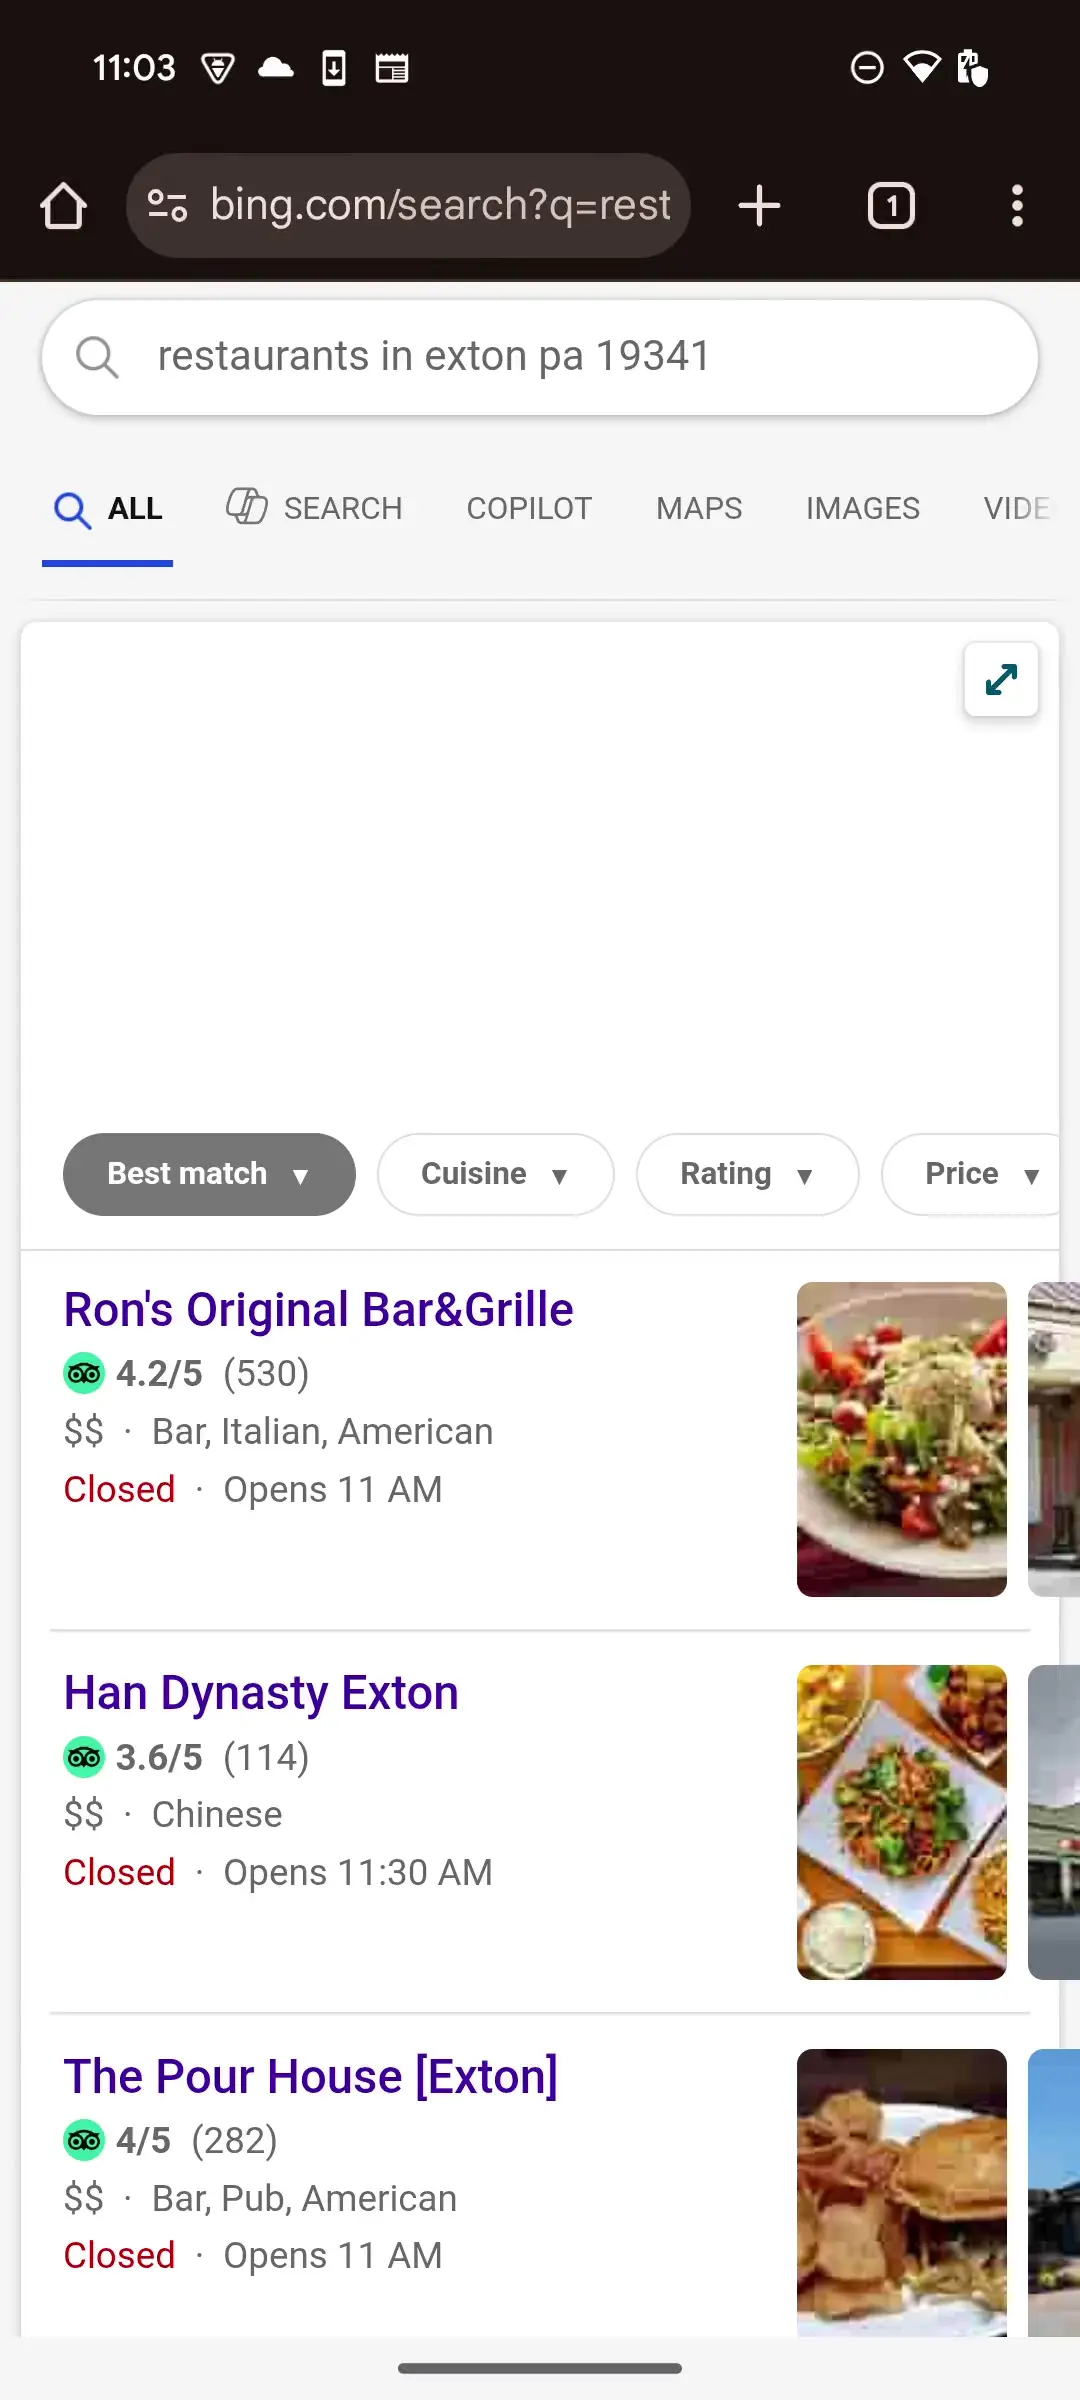 11:03
bing.com/search?q=rest
1
restaurants in exton pa 19341
ALL SEARCH COPILOT MAPS IMAGES VIDE
Best match ▼ Cuisine ▼ Rating ▼ Price ▼
Ron's Original Bar&Grille
4.2/5 (530)
$$ · Bar, Italian, American
Closed · Opens 11 AM
Han Dynasty Exton
3.6/5 (114)
$$ · Chinese
Closed · Opens 11:30 AM
The Pour House [Exton]
4/5 (282)
$$ · Bar, Pub, American
Closed · Opens 11 AM